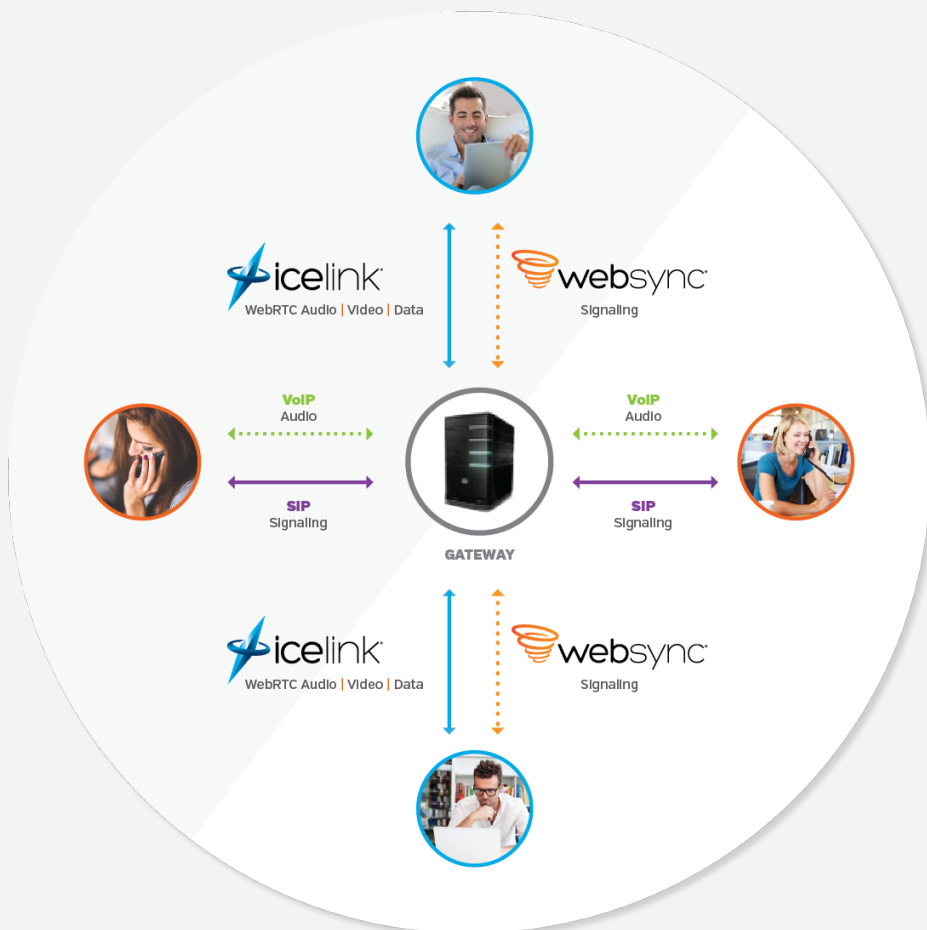 icelink
websync
WebRTC Audio | Video | Data
Signaling
VoIP
Audio
VoIP
Audio
SIP
Signaling
SIP
Signaling
GATEWAY
icelink
websync
WebRTC Audio | Video | Data
Signaling